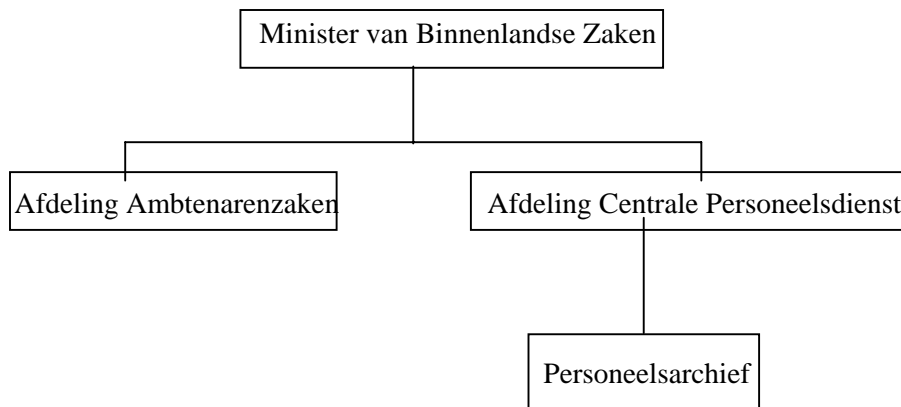 Minister van Binnenlandse Zaken
Afdeling Ambtenarenzaken
Afdeling Centrale Personeelsdienst
Personeelsarchief